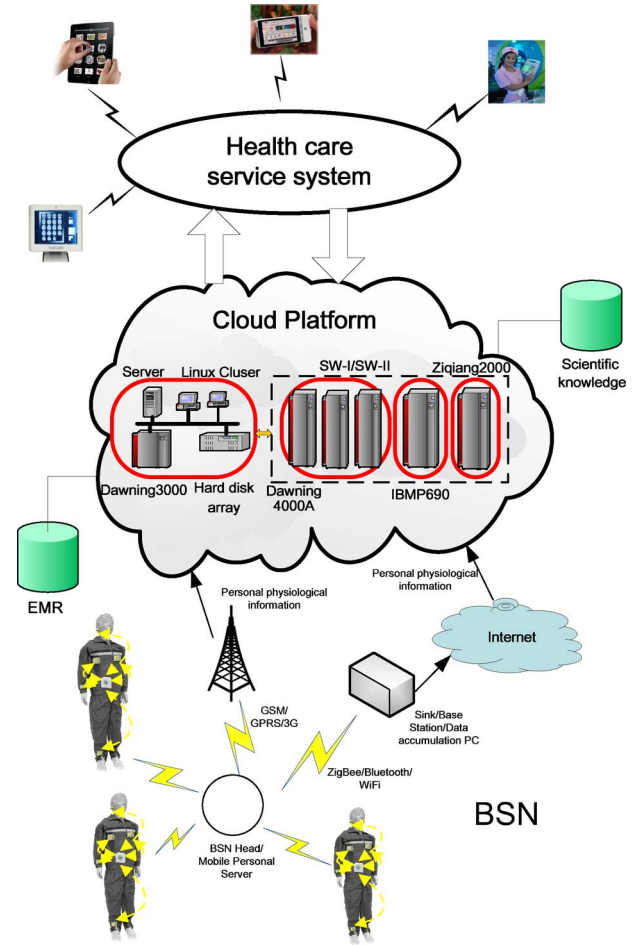 Health care
service system
Cloud Platform
Scientific
knowledge
Server
Linux Cluser
SW-I/SW-II
Ziqiang2000
Dawning3000
Hard disk
array
Dawning
4000A
IBMP690
EMR
Personal physiological
information
Personal physiological
information
Internet
GSM/
GPRS/3G
Sink/Base
Station/Data
accumulation PC
ZigBee/Bluetooth/
WiFi
BSN
BSN Head/
Mobile Personal
Server